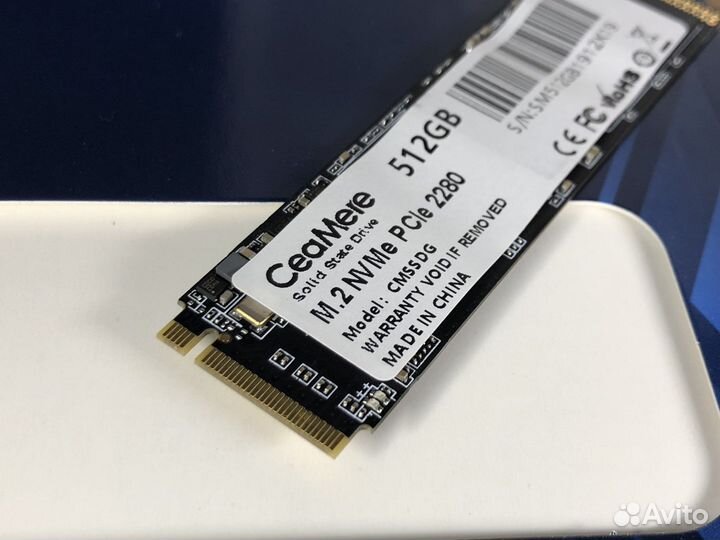 CeaMere 512GB
Solid State Drive
M.2 NVMe PCIe 2280
Model: CMSSDG
WARRANTY VOID IF REMOVED
MADE IN CHINA
CE FC RoHS
Avito